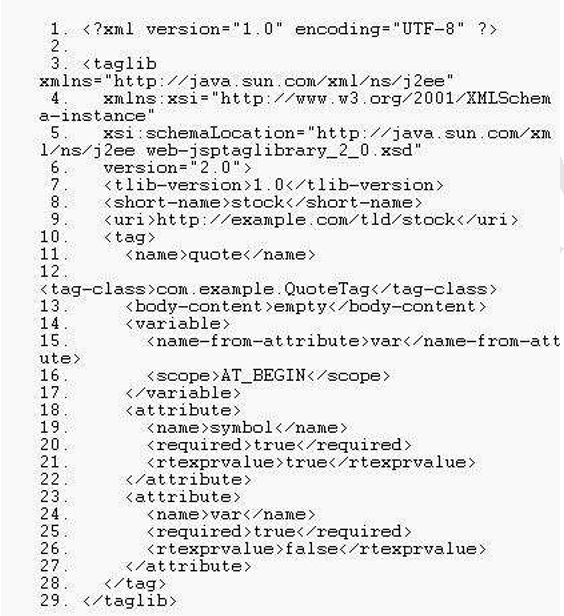 1. <?xml version="1.0" encoding="UTF-8" ?>
2.
3. <taglib
xmlns="http://java.sun.com/xml/ns/j2ee"
4. xmlns:xsi="http://www.w3.org/2001/XMLSchem
a-instance"
5. xsi:schemaLocation="http://java.sun.com/xm
l/ns/j2ee web-jsptaglibrary_2_0.xsd"
6. version="2.0">
7. <tlib-version>1.0</tlib-version>
8. <short-name>stock</short-name>
9. <uri>http://example.com/tld/stock</uri>
10. <tag>
11. <name>quote</name>
12.
<tag-class>com.example.QuoteTag</tag-class>
13. <body-content>empty</body-content>
14. <variable>
15. <name-from-attribute>var</name-from-att
ute>
16. <scope>AT_BEGIN</scope>
17. </variable>
18. <attribute>
19. <name>symbol</name>
20. <required>true</required>
21. <rtexprvalue>true</rtexprvalue>
22. </attribute>
23. <attribute>
24. <name>var</name>
25. <required>true</required>
26. <rtexprvalue>false</rtexprvalue>
27. </attribute>
28. </tag>
29. </taglib>